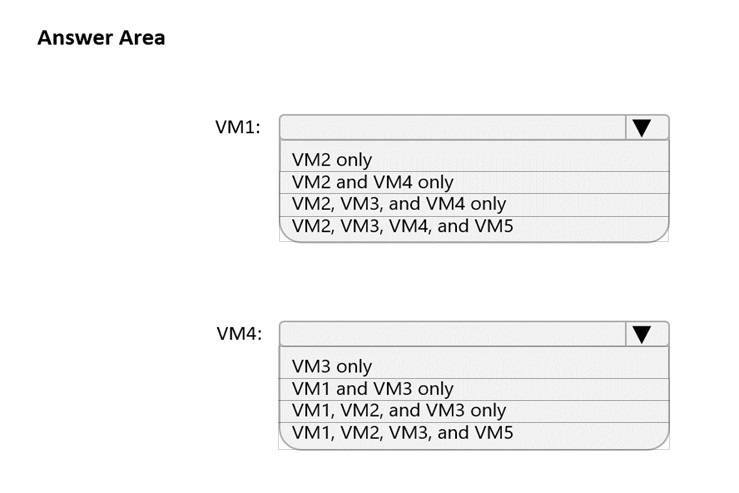 Answer Area
VM1:
VM2 only
VM2 and VM4 only
VM2, VM3, and VM4 only
VM2, VM3, VM4, and VM5
VM4:
VM3 only
VM1 and VM3 only
VM1, VM2, and VM3 only
VM1, VM2, VM3, and VM5